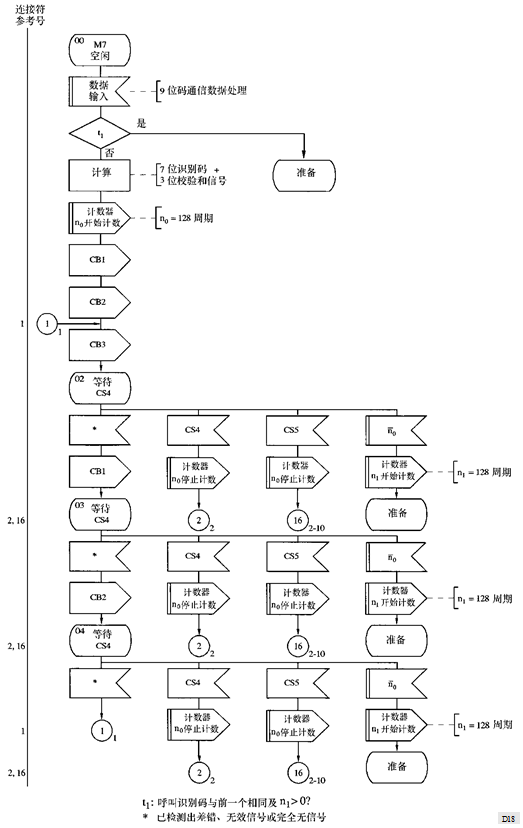 连接符
参考号
00 M7
空闲
数据
输入
9 位码通信数据处理
t1
是
否
准备
计算
7 位识别码 +
3 位校验和信号
计数器
n0开始计数
n0 = 128 周期
CB1
CB2
1
1
1
CB3
02 等待
CS4
*
CS4
CS5
n̄0
CB1
计数器
n0停止计数
计数器
n0停止计数
计数器
n1开始计数
n1 = 128 周期
03 等待
CS4
2,16
2
2
16
2-10
准备
*
CS4
CS5
n̄0
CB2
计数器
n0停止计数
计数器
n0停止计数
计数器
n1开始计数
n1 = 128 周期
04 等待
CS4
2,16
2
2
16
2-10
准备
*
CS4
CS5
n̄0
1
1
1
计数器
n0停止计数
计数器
n0停止计数
计数器
n1开始计数
n1 = 128 周期
2,16
2
2
16
2-10
准备
t1: 呼叫识别码与前一个相同及 n1>0?
* 已检测出差错、无效信号或完全无信号
D18